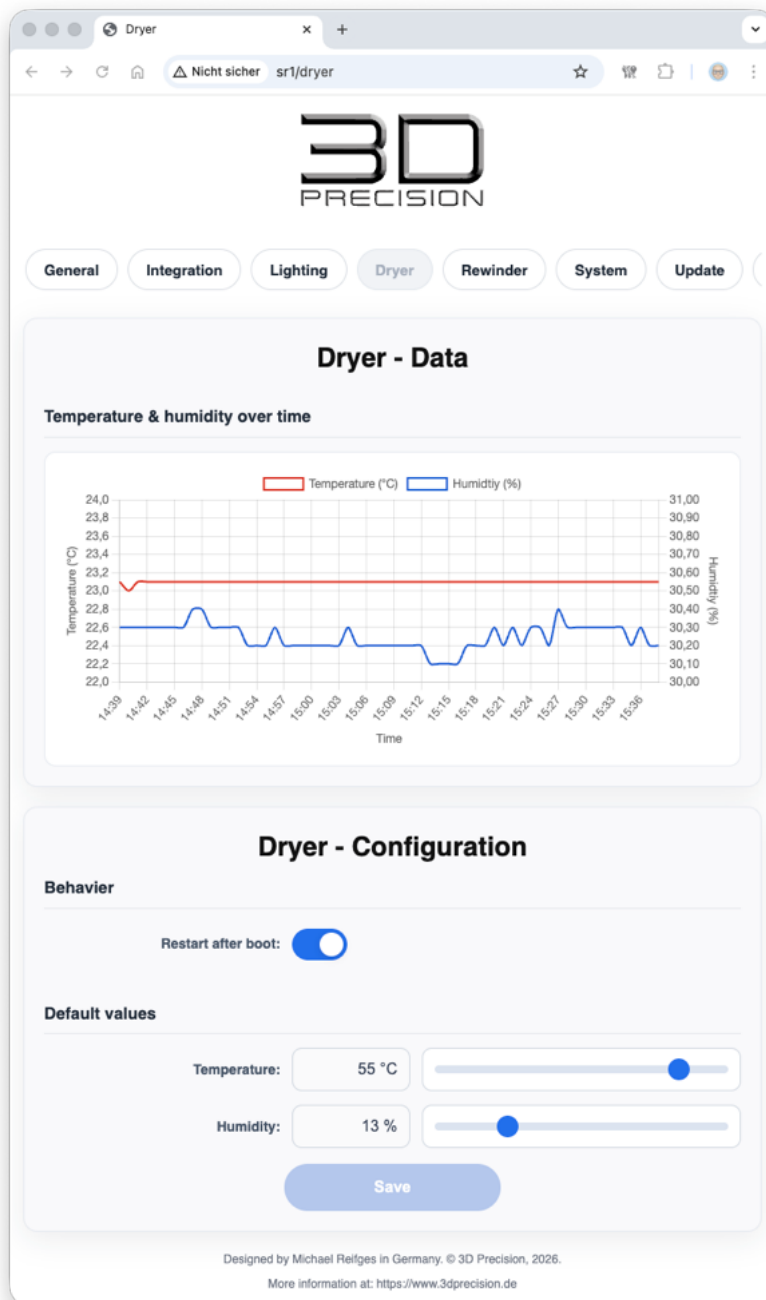 Dryer
Nicht sicher sr1/dryer
3D
PRECISION
General Integration Lighting Dryer Rewinder System Update
Dryer - Data
Temperature & humidity over time
Temperature (°C) Humidtiy (%)
24,0 31,00
23,8 30,90
23,6 30,80
23,4 30,70
23,2 30,60
23,0 30,50
22,8 30,40
22,6 30,30
22,4 30,20
22,2 30,10
22,0 30,00
Temperature (°C)
Humidtiy (%)
14:39 14:42 14:45 14:48 14:51 14:54 14:57 15:00 15:03 15:06 15:09 15:12 15:15 15:18 15:21 15:24 15:27 15:30 15:33 15:36
Time
Dryer - Configuration
Behavier
Restart after boot:
Default values
Temperature: 55 °C
Humidity: 13 %
Save
Designed by Michael Reifges in Germany. © 3D Precision, 2026.
More information at: https://www.3dprecision.de